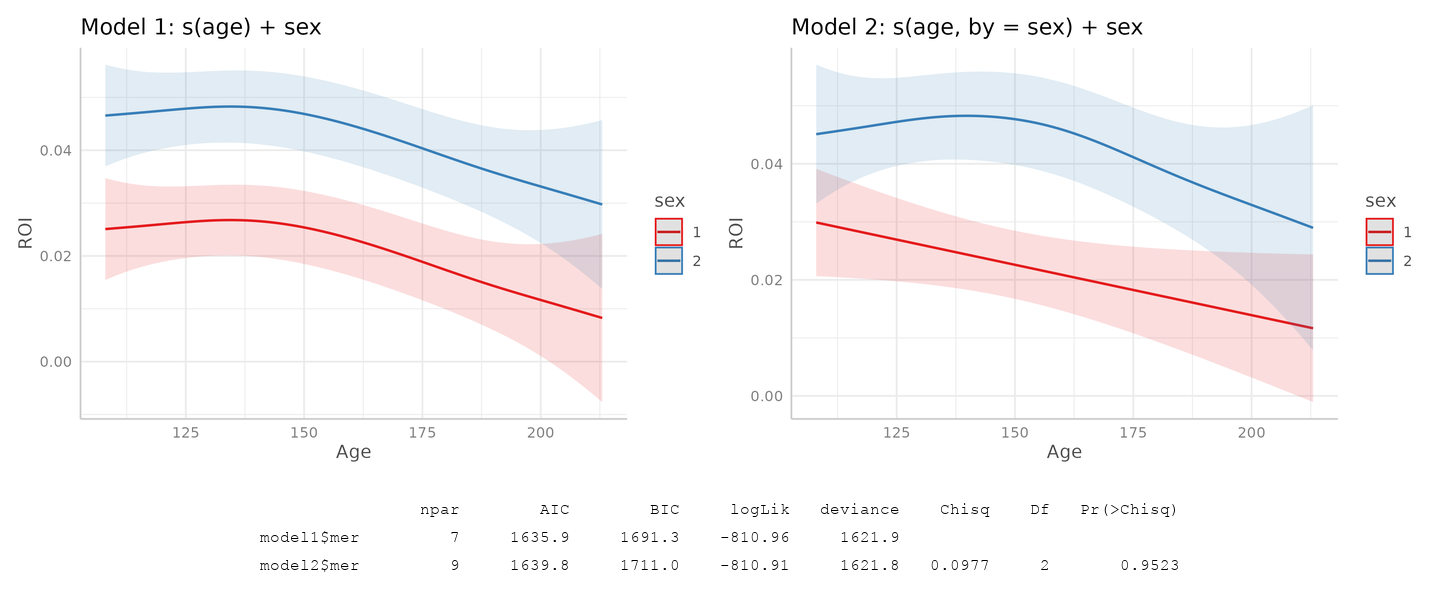 Model 1: s(age) + sex
0.04
0.02
0.00
ROI
125 150 175 200
Age
sex
1
2
Model 2: s(age, by = sex) + sex
0.04
0.02
0.00
ROI
125 150 175 200
Age
sex
1
2
npar AIC BIC logLik deviance Chisq Df Pr(>Chisq)
model1$mer 7 1635.9 1691.3 -810.96 1621.9
model2$mer 9 1639.8 1711.0 -810.91 1621.8 0.0977 2 0.9523